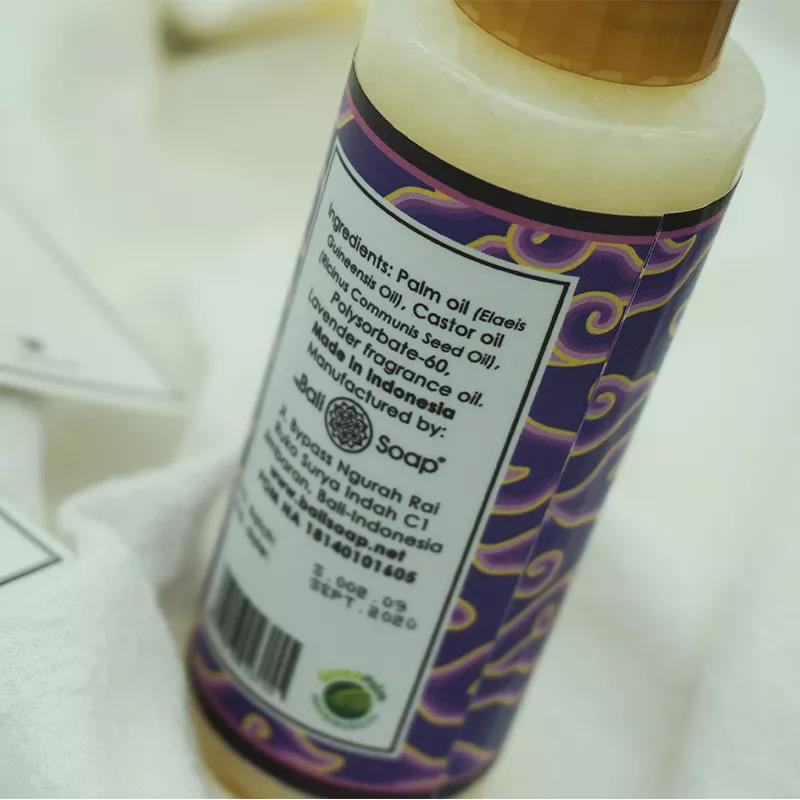 Ingredients: Palm oil (Elaeis
Guineensis Oil), Castor oil
(Ricinus Communis Seed Oil),
Polysorbate-60,
Lavender fragrance oil.
Made in Indonesia
Manufactured by:
Bali Soap
Jl. Bypass Ngurah Rai
Ruko Surya Indah C1
Jimbaran, Bali-Indonesia
www.balisoap.net
POM NA 18140101605
S.002.09
SEPT.2020